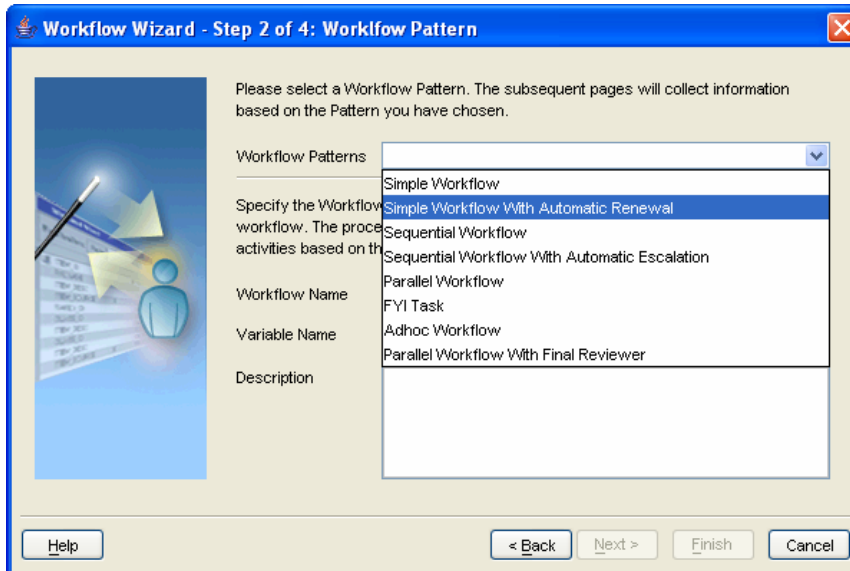 Workflow Wizard - Step 2 of 4: Worklfow Pattern
Please select a Workflow Pattern. The subsequent pages will collect information
based on the Pattern you have chosen.
Workflow Patterns
Simple Workflow
Simple Workflow With Automatic Renewal
Sequential Workflow
Sequential Workflow With Automatic Escalation
Parallel Workflow
FYI Task
Adhoc Workflow
Parallel Workflow With Final Reviewer
Specify the Workflow
workflow. The proce
activities based on th
Workflow Name
Variable Name
Description
Help
< Back
Next >
Finish
Cancel